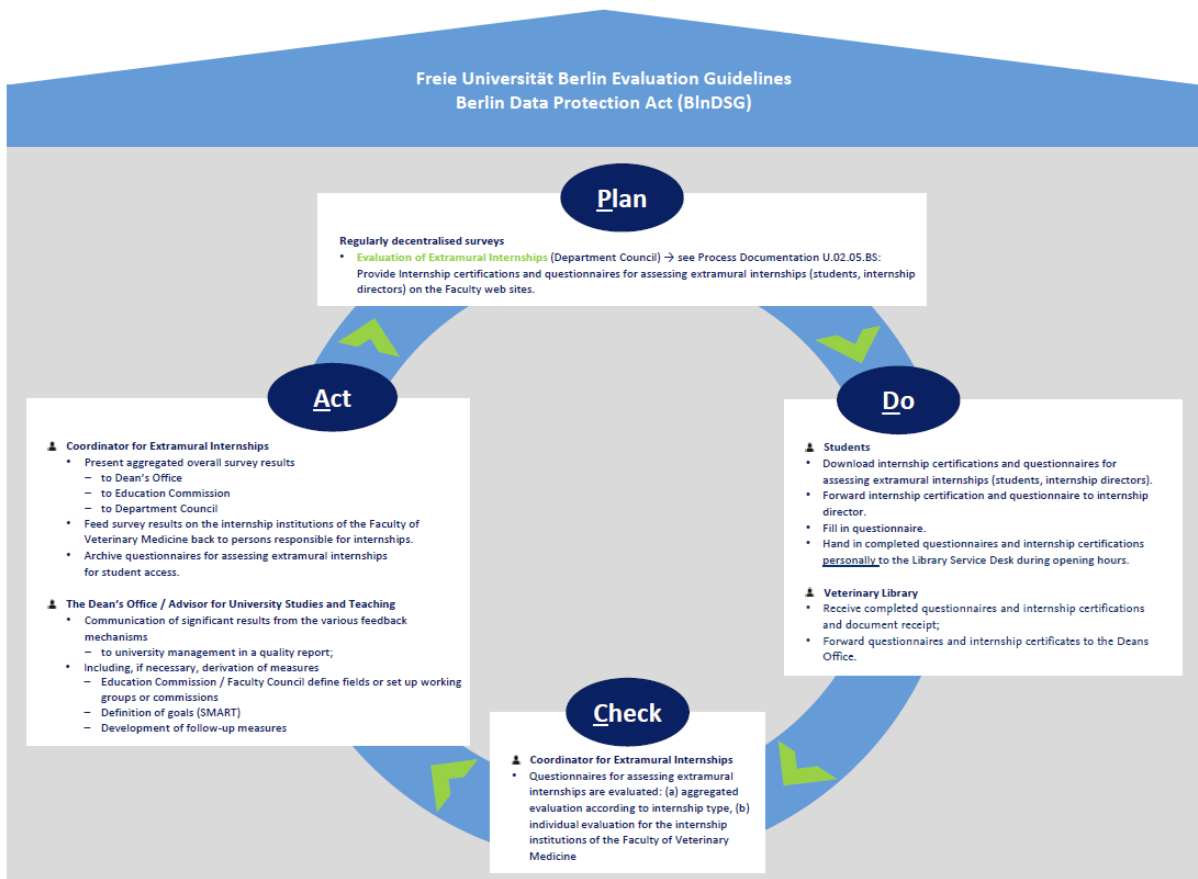 Freie Universität Berlin Evaluation Guidelines
Berlin Data Protection Act (BlnDSG)
Plan
Regularly decentralised surveys
• Evaluation of Extramural Internships (Department Council) → see Process Documentation U.02.05.BS:
Provide Internship certifications and questionnaires for assessing extramural internships (students, internship
directors) on the Faculty web sites.
Do
Students
• Download internship certifications and questionnaires for
assessing extramural internships (students, internship directors).
• Forward internship certification and questionnaire to internship
director.
• Fill in questionnaire.
• Hand in completed questionnaires and internship certifications
personally to the Library Service Desk during opening hours.
Veterinary Library
• Receive completed questionnaires and internship certifications
and document receipt;
• Forward questionnaires and internship certificates to the Deans
Office.
Check
Coordinator for Extramural Internships
• Questionnaires for assessing extramural
internships are evaluated: (a) aggregated
evaluation according to internship type, (b)
individual evaluation for the internship
institutions of the Faculty of Veterinary
Medicine
Act
Coordinator for Extramural Internships
• Present aggregated overall survey results
– to Dean's Office
– to Education Commission
– to Department Council
• Feed survey results on the internship institutions of the Faculty of
Veterinary Medicine back to persons responsible for internships.
• Archive questionnaires for assessing extramural internships
for student access.
The Dean's Office / Advisor for University Studies and Teaching
• Communication of significant results from the various feedback
mechanisms
– to university management in a quality report;
• Including, if necessary, derivation of measures
– Education Commission / Faculty Council define fields or set up working
groups or commissions
– Definition of goals (SMART)
– Development of follow-up measures